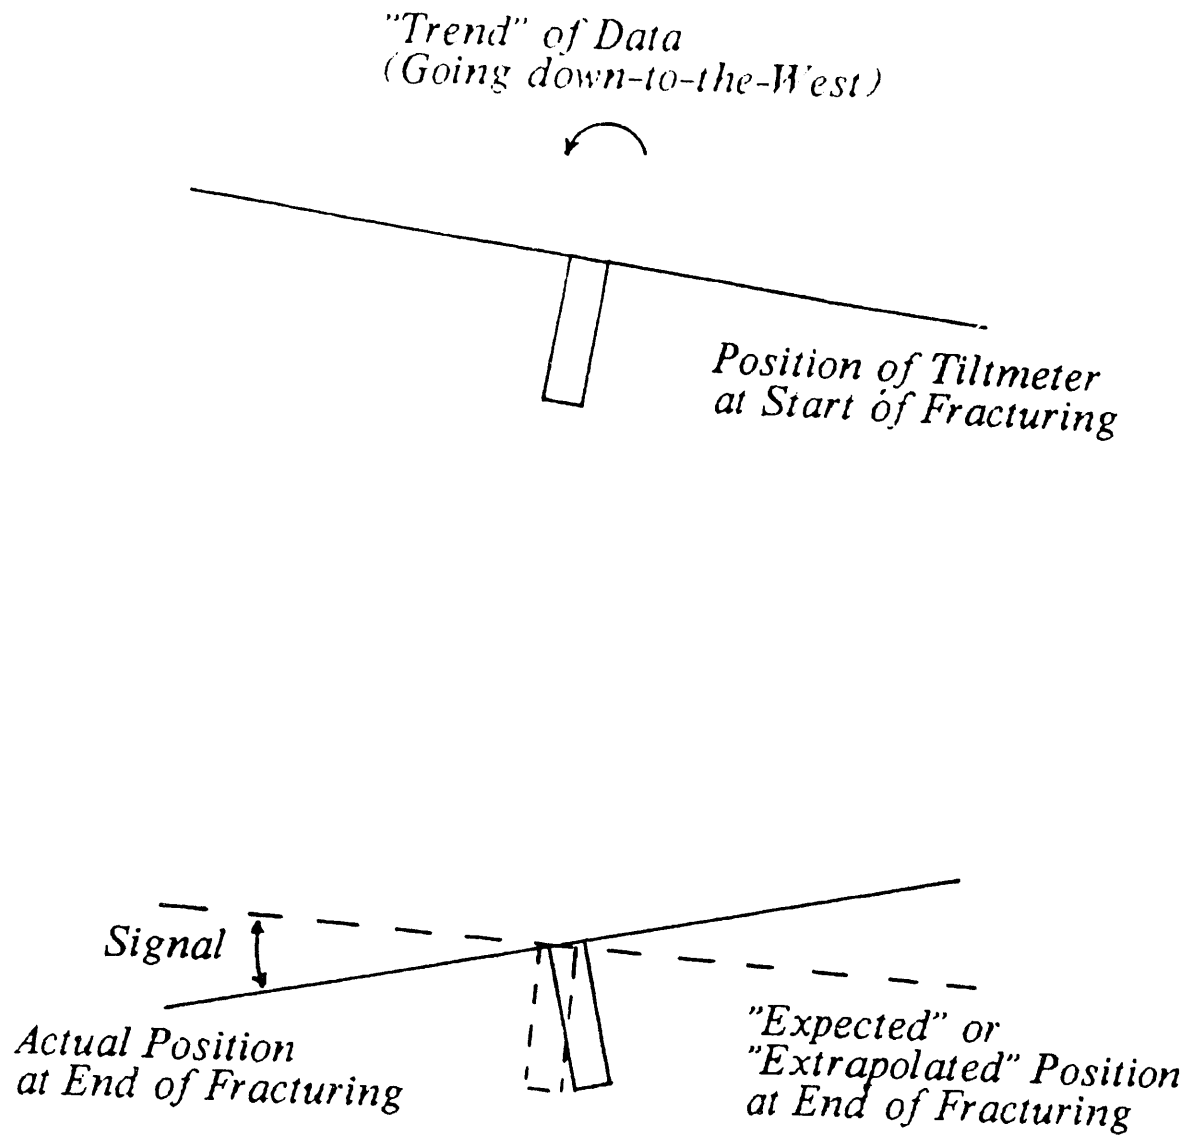 "Trend" of Data
(Going down-to-the-West)
Position of Tiltmeter
at Start of Fracturing
Signal
Actual Position
at End of Fracturing
"Expected" or
"Extrapolated" Position
at End of Fracturing